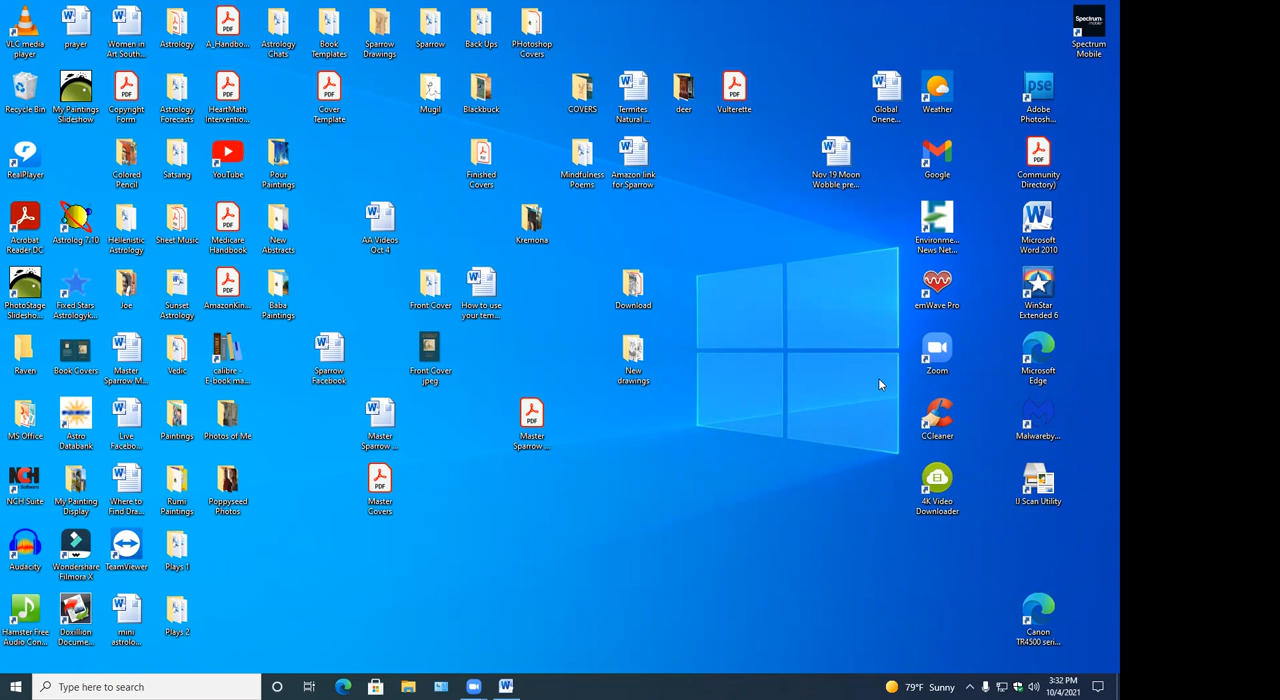 VLC media player
prayer
Women in Art South...
Astrology
A_Handbo...
Astrology Chats
Book Templates
Sparrow Drawings
Sparrow
Back Ups
PHotoshop Covers
Spectrum mobile
Spectrum Mobile
Recycle Bin
My Paintings Slideshow
Copyright Form
Astrology Forecasts
HeartMath Interventio...
Cover Template
Mugil
Blackbuck
COVERS
Termites Natural ...
deer
Vulterette
Global Onene...
Weather
Adobe Photosh...
RealPlayer
Colored Pencil
Satsang
YouTube
Pour Paintings
Finished Covers
Mindfulness Poems
Amazon link for Sparrow
Nov 19 Moon Wobble pre...
Google
Community Directory)
Acrobat Reader DC
Astrolog 7.10
Hellenistic Astrology
Sheet Music
Medicare Handbook
New Abstracts
AA Videos Oct 4
Kremona
Environme... News Net...
Microsoft Word 2010
PhotoStage Slidesho...
Fixed Stars Astrologyk...
Joe
Sunset Astrology
AmazonKin...
Baba Paintings
Front Cover
How to use your tem...
Download
emWave Pro
WinStar Extended 6
Raven
Book Covers
Master Sparrow M...
Vedic
calibre - E-book ma...
Sparrow Facebook
Front Cover jpeg
New drawings
Zoom
Microsoft Edge
MS Office
Astro Databank
Live Facebo...
Paintings
Photos of Me
Master Sparrow ...
Master Sparrow ...
CCleaner
Malwareby...
NCH Suite
My Painting Display
Where to Find Dra...
Rumi Paintings
Poppyseed Photos
Master Covers
4K Video Downloader
IJ Scan Utility
Audacity
Wondershare Filmora X
TeamViewer
Plays 1
Hamster Free Audio Con...
Doxillion Docume...
mini astrolo...
Plays 2
Canon TR4500 seri...
Type here to search
79°F Sunny
3:32 PM
10/4/2021